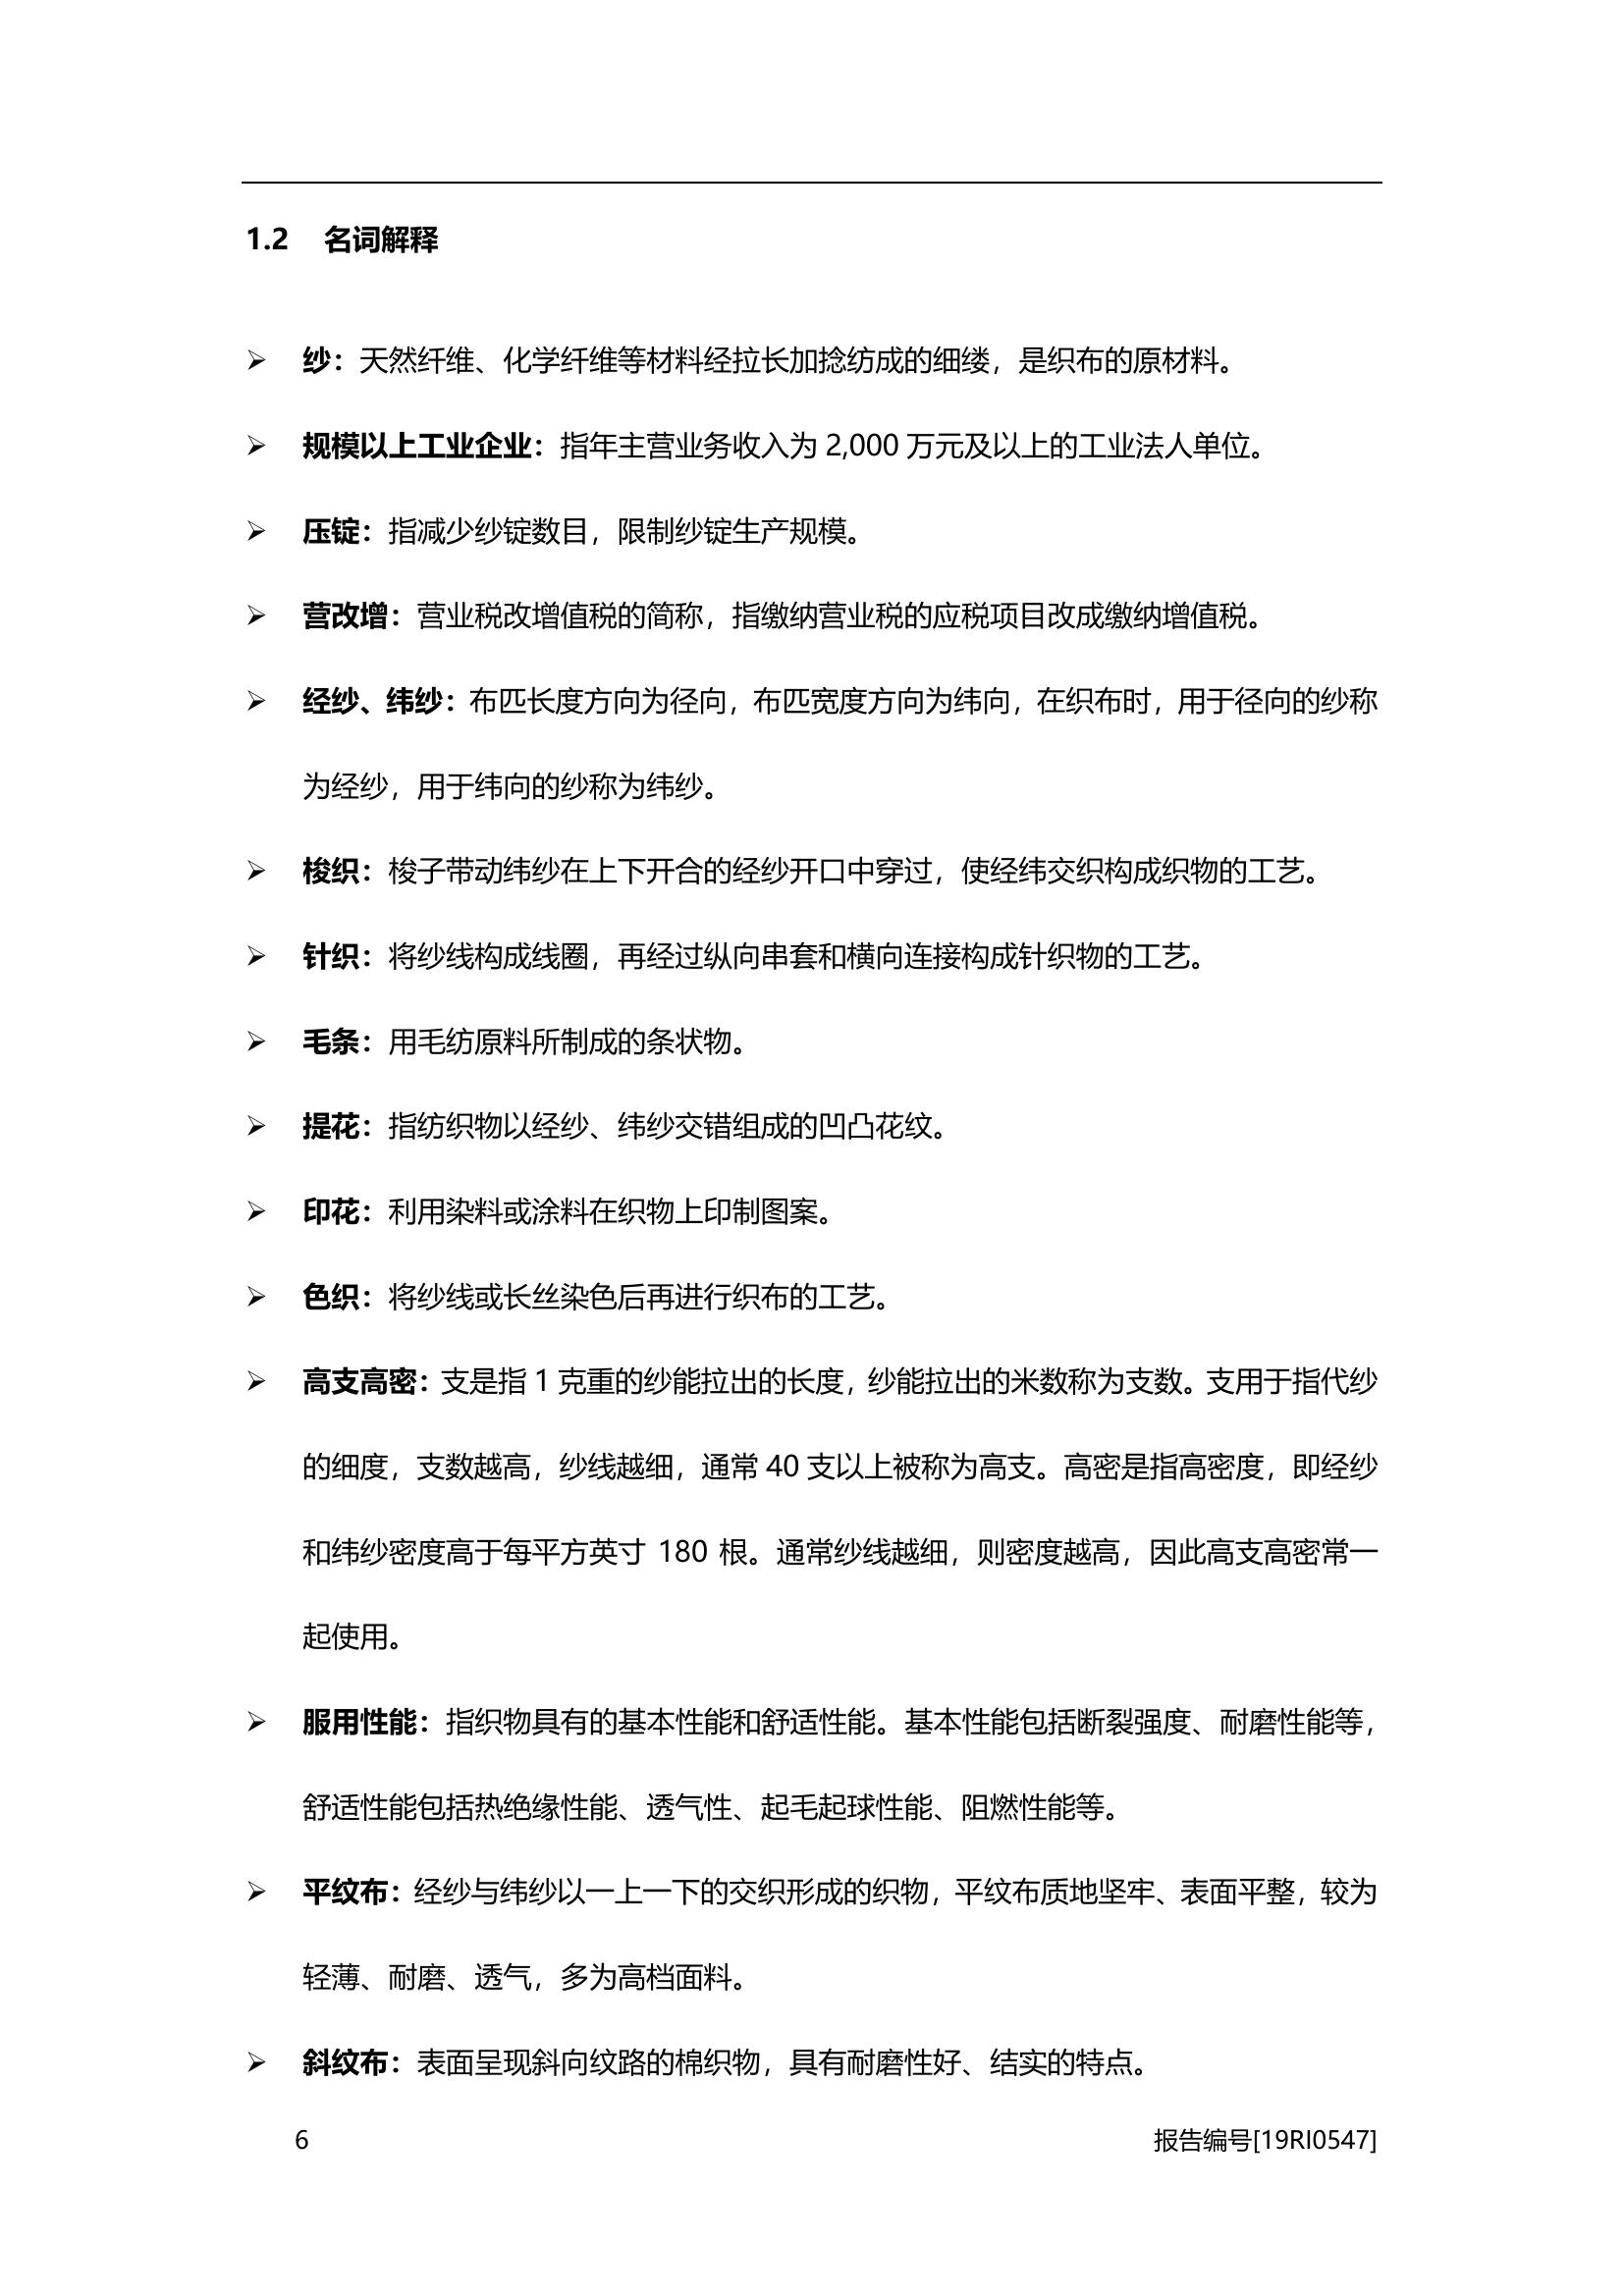 1.2 名词解释
➢ 纱：天然纤维、化学纤维等材料经拉长加捻纺成的细缕，是织布的原材料。
➢ 规模以上工业企业：指年主营业务收入为 2,000 万元及以上的工业法人单位。
➢ 压锭：指减少纱锭数目，限制纱锭生产规模。
➢ 营改增：营业税改增值税的简称，指缴纳营业税的应税项目改成缴纳增值税。
➢ 经纱、纬纱：布匹长度方向为径向，布匹宽度方向为纬向，在织布时，用于径向的纱称
为经纱，用于纬向的纱称为纬纱。
➢ 梭织：梭子带动纬纱在上下开合的经纱开口中穿过，使经纬交织构成织物的工艺。
➢ 针织：将纱线构成线圈，再经过纵向串套和横向连接构成针织物的工艺。
➢ 毛条：用毛纺原料所制成的条状物。
➢ 提花：指纺织物以经纱、纬纱交错组成的凹凸花纹。
➢ 印花：利用染料或涂料在织物上印制图案。
➢ 色织：将纱线或长丝染色后再进行织布的工艺。
➢ 高支高密：支是指 1 克重的纱能拉出的长度，纱能拉出的米数称为支数。支用于指代纱
的细度，支数越高，纱线越细，通常 40 支以上被称为高支。高密是指高密度，即经纱
和纬纱密度高于每平方英寸 180 根。通常纱线越细，则密度越高，因此高支高密常一
起使用。
➢ 服用性能：指织物具有的基本性能和舒适性能。基本性能包括断裂强度、耐磨性能等，
舒适性能包括热绝缘性能、透气性、起毛起球性能、阻燃性能等。
➢ 平纹布：经纱与纬纱以一上一下的交织形成的织物，平纹布质地坚牢、表面平整，较为
轻薄、耐磨、透气，多为高档面料。
➢ 斜纹布：表面呈现斜向纹路的棉织物，具有耐磨性好、结实的特点。
6 报告编号[19RI0547]